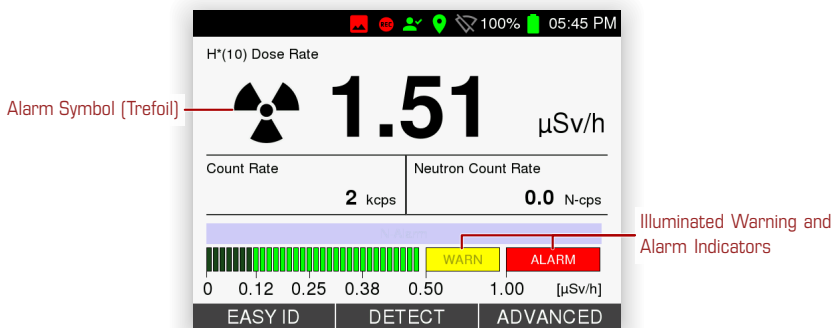 REC 100% 05:45 PM
H*(10) Dose Rate
Alarm Symbol (Trefoil)
1.51 µSv/h
Count Rate
Neutron Count Rate
2 kcps
0.0 N-cps
Illuminated Warning and
Alarm Indicators
WARN
ALARM
0 0.12 0.25 0.38 0.50 1.00 [µSv/h]
EASY ID DETECT ADVANCED